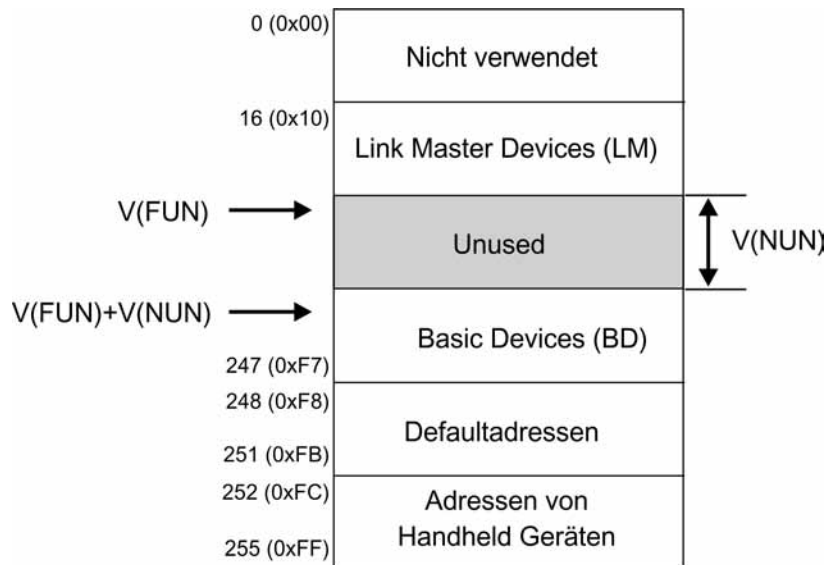 0 (0x00)
Nicht verwendet
16 (0x10)
Link Master Devices (LM)
V(FUN)
Unused
V(NUN)
V(FUN)+V(NUN)
Basic Devices (BD)
247 (0xF7)
248 (0xF8)
Defaultadressen
251 (0xFB)
252 (0xFC)
Adressen von
Handheld Geräten
255 (0xFF)